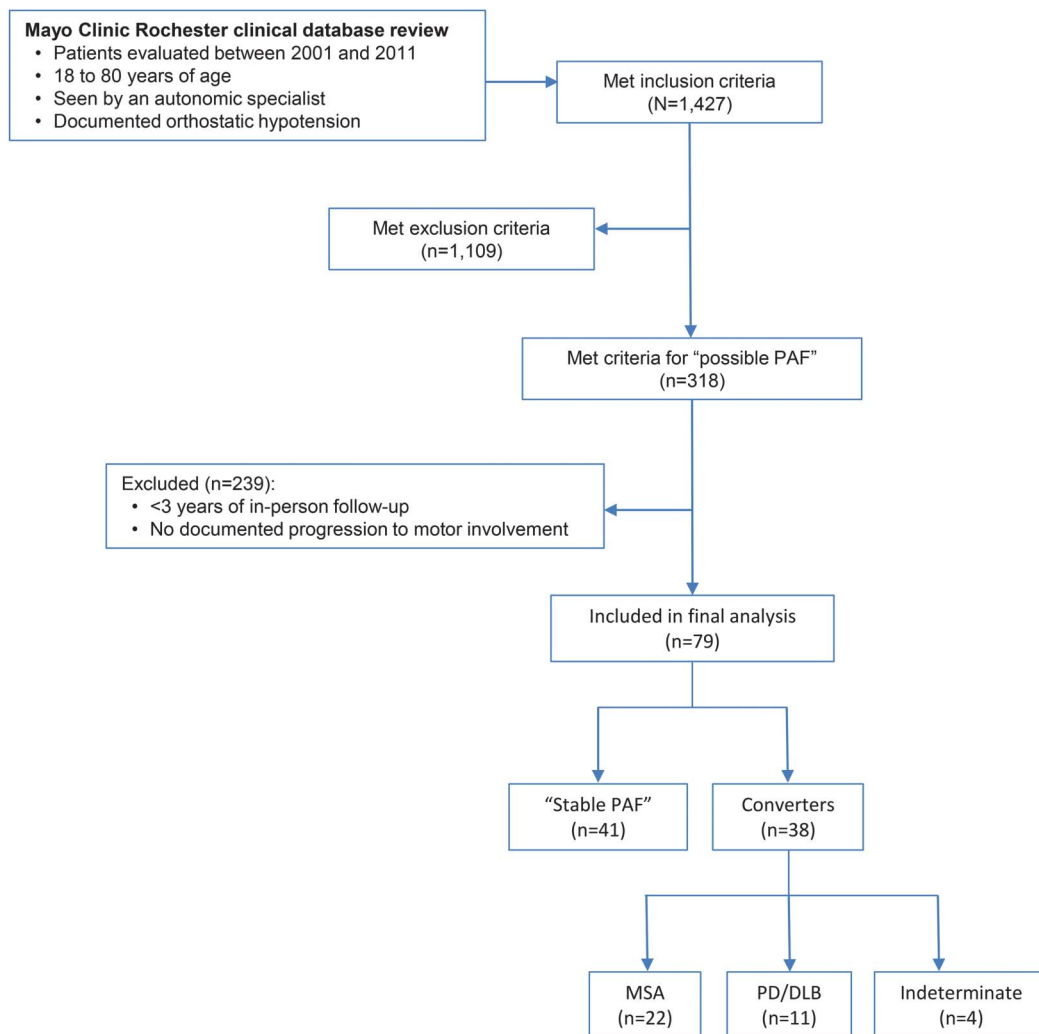 Mayo Clinic Rochester clinical database review
• Patients evaluated between 2001 and 2011
• 18 to 80 years of age
• Seen by an autonomic specialist
• Documented orthostatic hypotension
Met inclusion criteria
(N=1,427)
Met exclusion criteria
(n=1,109)
Met criteria for “possible PAF”
(n=318)
Excluded (n=239):
• <3 years of in-person follow-up
• No documented progression to motor involvement
Included in final analysis
(n=79)
“Stable PAF”
(n=41)
Converters
(n=38)
MSA
(n=22)
PD/DLB
(n=11)
Indeterminate
(n=4)